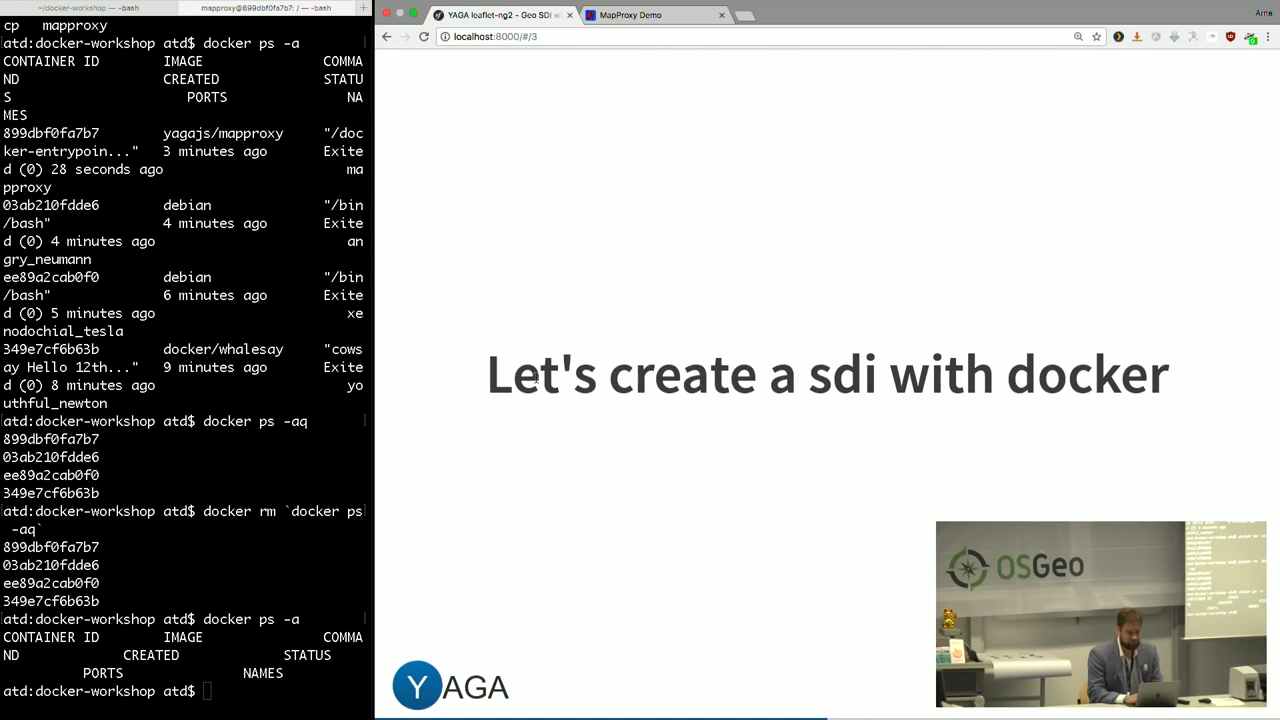 ~/docker-workshop — -bash
mapproxy@899dbf0fa7b7: / — -bash
+
cp mapproxy
[atd:docker-workshop atd$ docker ps -a
CONTAINER ID IMAGE COMMA
ND CREATED STATU
S PORTS NA
MES
899dbf0fa7b7 yagajs/mapproxy "/doc
ker-entrypoin..." 3 minutes ago Exite
d (0) 28 seconds ago ma
pproxy
03ab210fdde6 debian "/bin
/bash" 4 minutes ago Exite
d (0) 4 minutes ago an
gry_neumann
ee89a2cab0f0 debian "/bin
/bash" 6 minutes ago Exite
d (0) 5 minutes ago xe
nodochial_tesla
349e7cf6b63b docker/whalesay "cows
ay Hello 12th..." 9 minutes ago Exite
d (0) 8 minutes ago yo
uthful_newton
[atd:docker-workshop atd$ docker ps -aq ]
899dbf0fa7b7
03ab210fdde6
ee89a2cab0f0
349e7cf6b63b
[atd:docker-workshop atd$ docker rm `docker ps
-aq`
899dbf0fa7b7
03ab210fdde6
ee89a2cab0f0
349e7cf6b63b
[atd:docker-workshop atd$ docker ps -a ]
CONTAINER ID IMAGE COMMA
ND CREATED STATUS
PORTS NAMES
atd:docker-workshop atd$
YAGA leaflet-ng2 - Geo SDI wi
MapProxy Demo
Arne
localhost:8000/#/3
Let's create a sdi with docker
YAGA
OSGeo